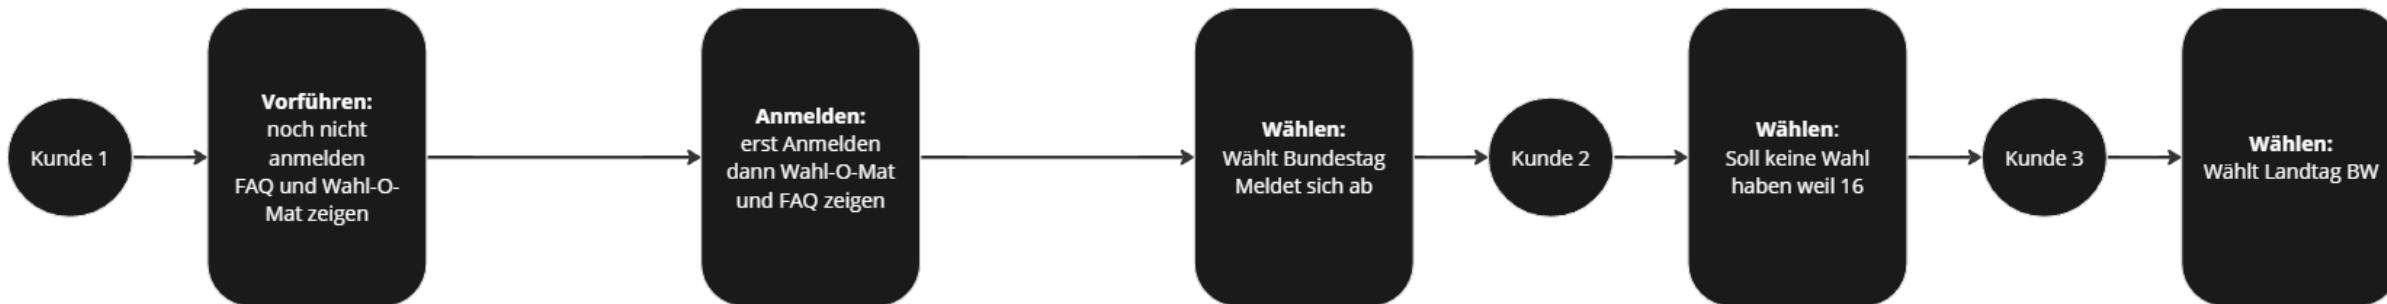 Kunde 1
Vorführen:
noch nicht
anmelden
FAQ und Wahl-O-
Mat zeigen
Anmelden:
erst Anmelden
dann Wahl-O-Mat
und FAQ zeigen
Wählen:
Wählt Bundestag
Meldet sich ab
Kunde 2
Wählen:
Soll keine Wahl
haben weil 16
Kunde 3
Wählen:
Wählt Landtag BW